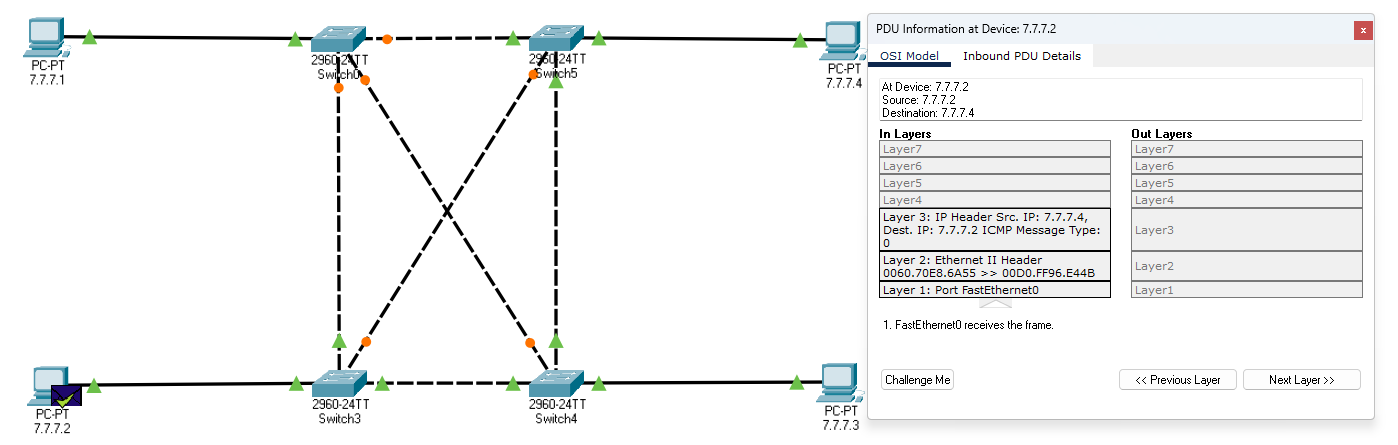 PC-PT
7.7.7.1
2960-24TT
Switch0
2960-24TT
Switch5
PC-PT
7.7.7.4
PC-PT
7.7.7.2
2960-24TT
Switch3
2960-24TT
Switch4
PC-PT
7.7.7.3
PDU Information at Device: 7.7.7.2
x
OSI Model Inbound PDU Details
At Device: 7.7.7.2
Source: 7.7.7.2
Destination: 7.7.7.4
In Layers
Layer7
Layer6
Layer5
Layer4
Layer 3: IP Header Src. IP: 7.7.7.4,
Dest. IP: 7.7.7.2 ICMP Message Type:
0
Layer 2: Ethernet II Header
0060.70E8.6A55 >> 00D0.FF96.E44B
Layer 1: Port FastEthernet0
Out Layers
Layer7
Layer6
Layer5
Layer4
Layer3
Layer2
Layer1
1. FastEthernet0 receives the frame.
Challenge Me
<< Previous Layer
Next Layer >>